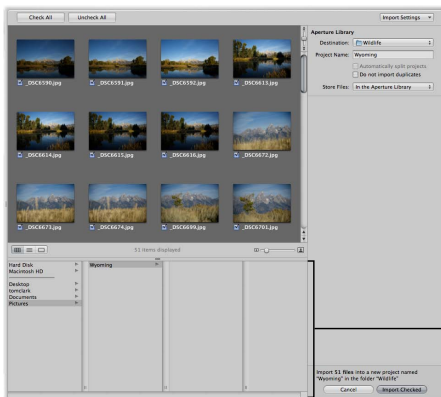 Check All
Uncheck All
Import Settings
Aperture Library
Destination: Wildlife
Project Name: Wyoming
Automatically split projects
Do not import duplicates
Store Files: In the Aperture Library
_DSC6590.jpg
_DSC6591.jpg
_DSC6592.jpg
_DSC6613.jpg
_DSC6614.jpg
_DSC6615.jpg
_DSC6616.jpg
_DSC6672.jpg
_DSC6673.jpg
_DSC6674.jpg
_DSC6699.jpg
_DSC6701.jpg
51 items displayed
Hard Disk
Macintosh HD
Desktop
tomclark
Documents
Pictures
Wyoming
Import 51 files into a new project named
"Wyoming" in the folder "Wildlife"
Cancel
Import Checked